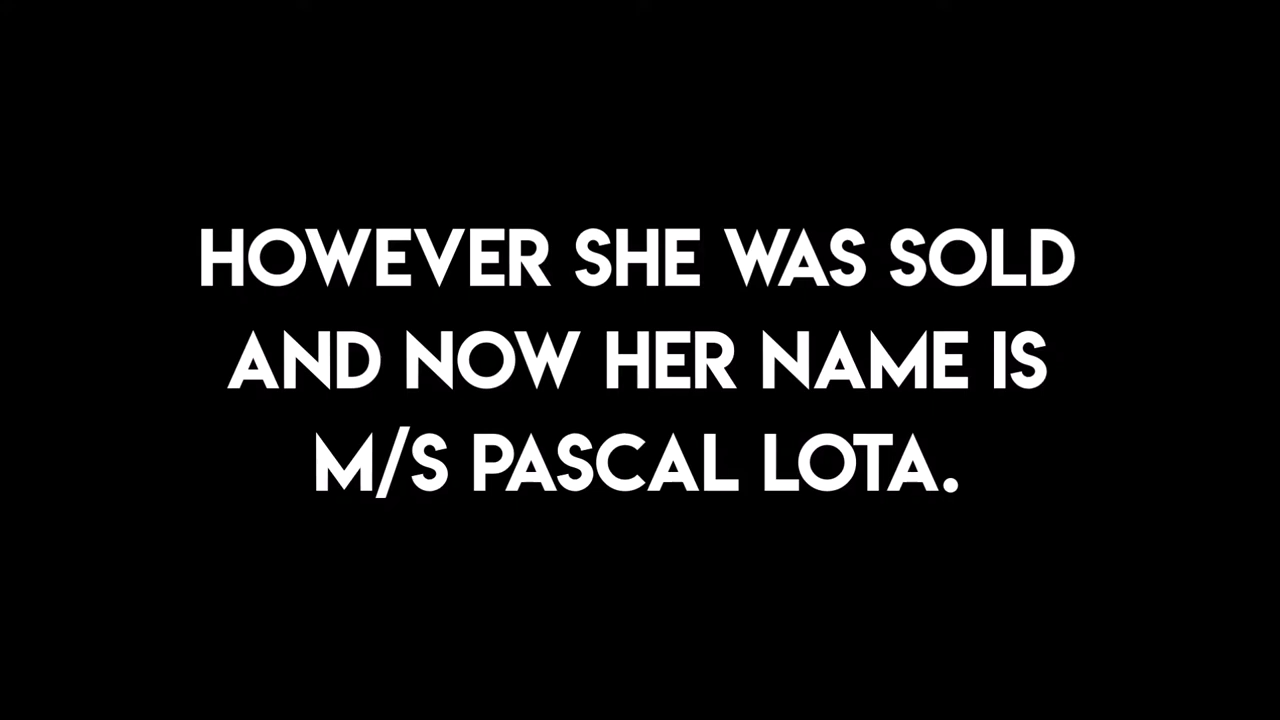 HOWEVER SHE WAS SOLD
AND NOW HER NAME IS
M/S PASCAL LOTA.